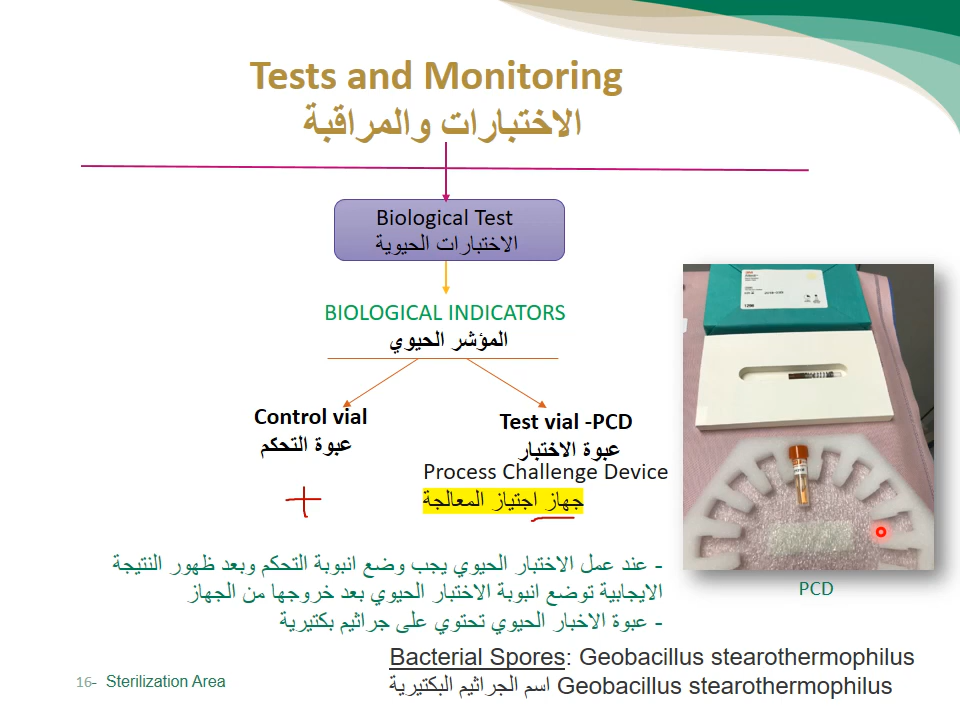 Tests and Monitoring
الاختبارات والمراقبة
Biological Test
الاختبارات الحيوية
BIOLOGICAL INDICATORS
المؤشر الحيوي
Control vial
عبوة التحكم
Test vial -PCD
عبوة الاختبار
Process Challenge Device
جهاز اجتياز المعالجة
- عند عمل الاختبار الحيوي يجب وضع انبوبة التحكم وبعد ظهور النتيجة
الايجابية توضع انبوبة الاختبار الحيوي بعد خروجها من الجهاز
- عبوة الاخبار الحيوي تحتوي على جراثيم بكتيرية
PCD
Bacterial Spores: Geobacillus stearothermophilus
اسم الجراثيم البكتيرية Geobacillus stearothermophilus
16- Sterilization Area